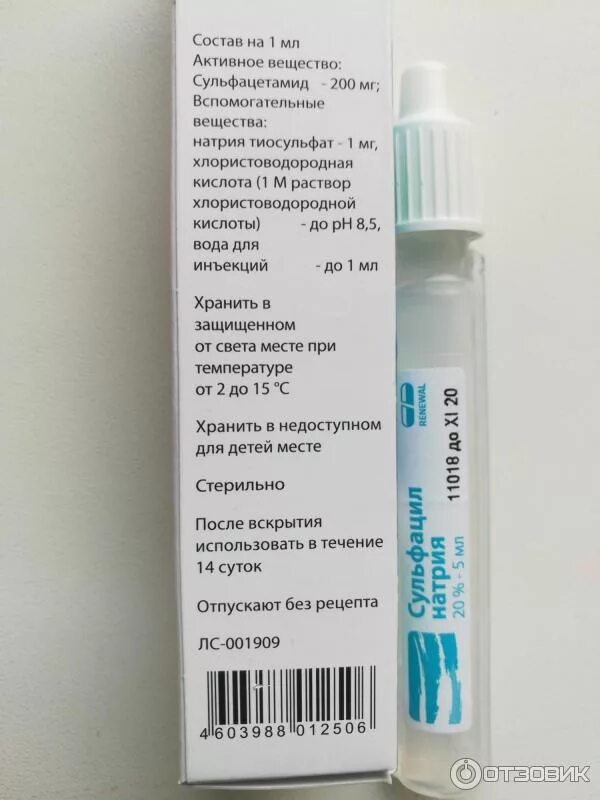 Состав на 1 мл
Активное вещество:
Сульфацетамид - 200 мг;
Вспомогательные
вещества:
натрия тиосульфат - 1 мг,
хлористоводородная
кислота (1 М раствор
хлористоводородной
кислоты) - до pH 8,5,
вода для
инъекций - до 1 мл
Хранить в
защищенном
от света месте при
температуре
от 2 до 15 °С
Хранить в недоступном
для детей месте
Стерильно
После вскрытия
использовать в течение
14 суток
Отпускают без рецепта
ЛС-001909
4 603988 012506
RENEWAL
11018 до XI 20
Сульфацил
натрия
20 % - 5 мл
ОТЗОВИК